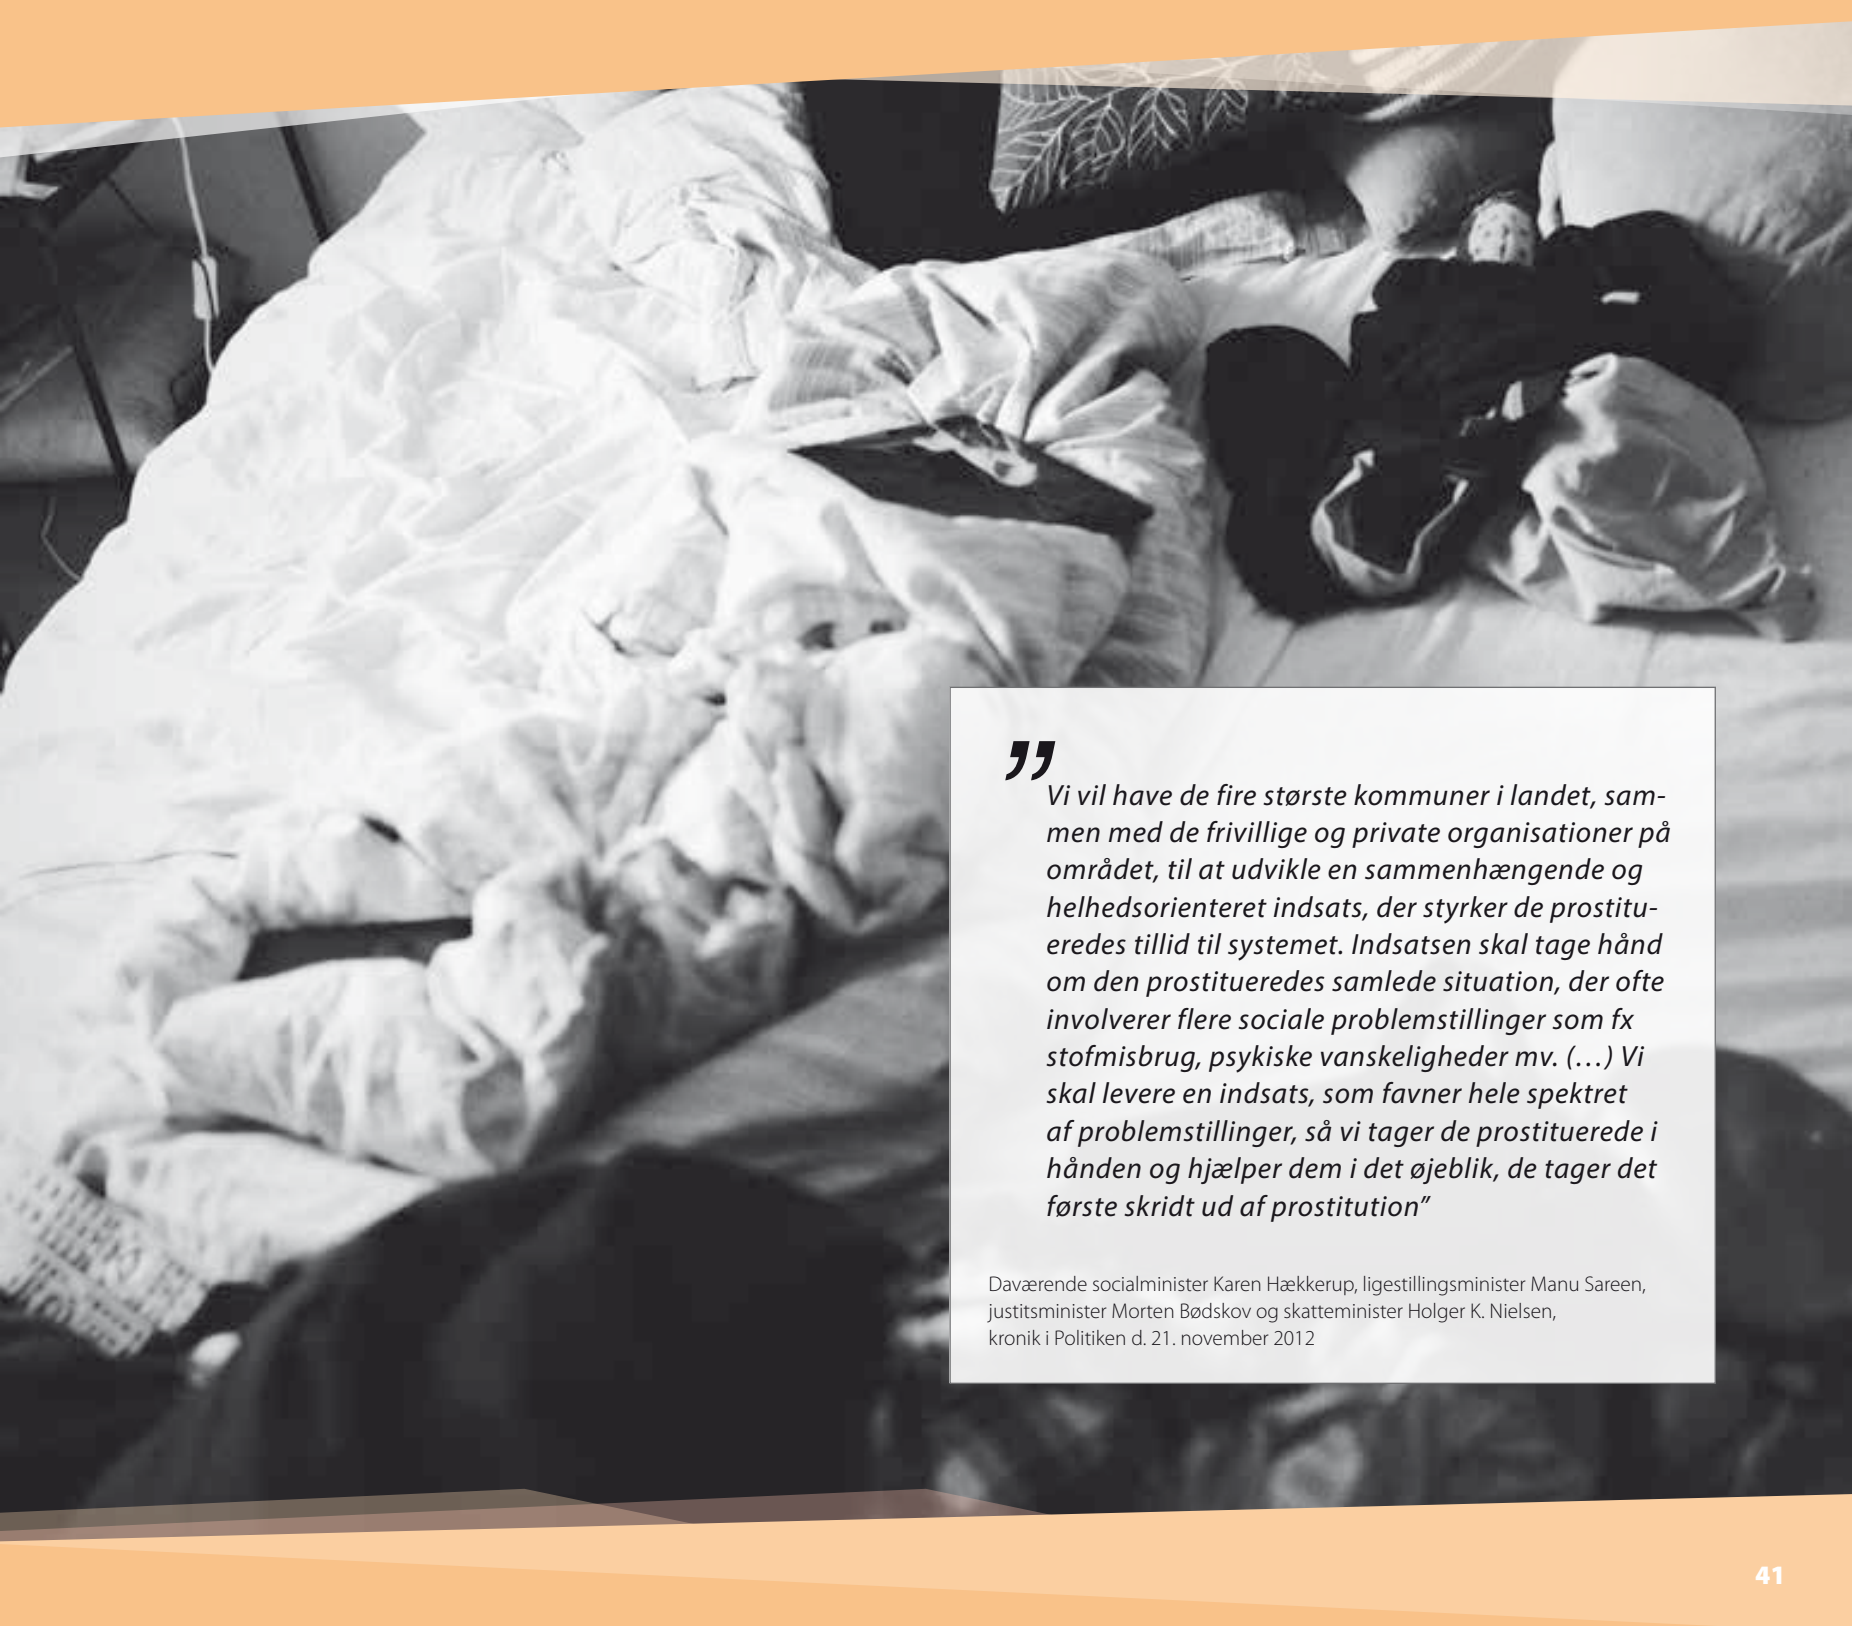 ”
Vi vil have de fire største kommuner i landet, sam-
men med de frivillige og private organisationer på
området, til at udvikle en sammenhængende og
helhedsorienteret indsats, der styrker de prostitu-
eredes tillid til systemet. Indsatsen skal tage hånd
om den prostitueredes samlede situation, der ofte
involverer flere sociale problemstillinger som fx
stofmisbrug, psykiske vanskeligheder mv. (…) Vi
skal levere en indsats, som favner hele spektret
af problemstillinger, så vi tager de prostituerede i
hånden og hjælper dem i det øjeblik, de tager det
første skridt ud af prostitution”
Daværende socialminister Karen Hækkerup, ligestillingsminister Manu Sareen,
justitsminister Morten Bødskov og skatteminister Holger K. Nielsen,
kronik i Politiken d. 21. november 2012
41